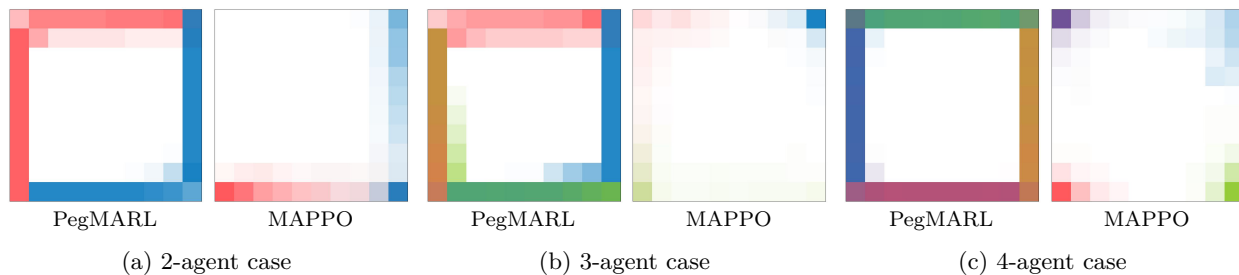 PegMARL MAPPO PegMARL MAPPO PegMARL MAPPO
(a) 2-agent case (b) 3-agent case (c) 4-agent case